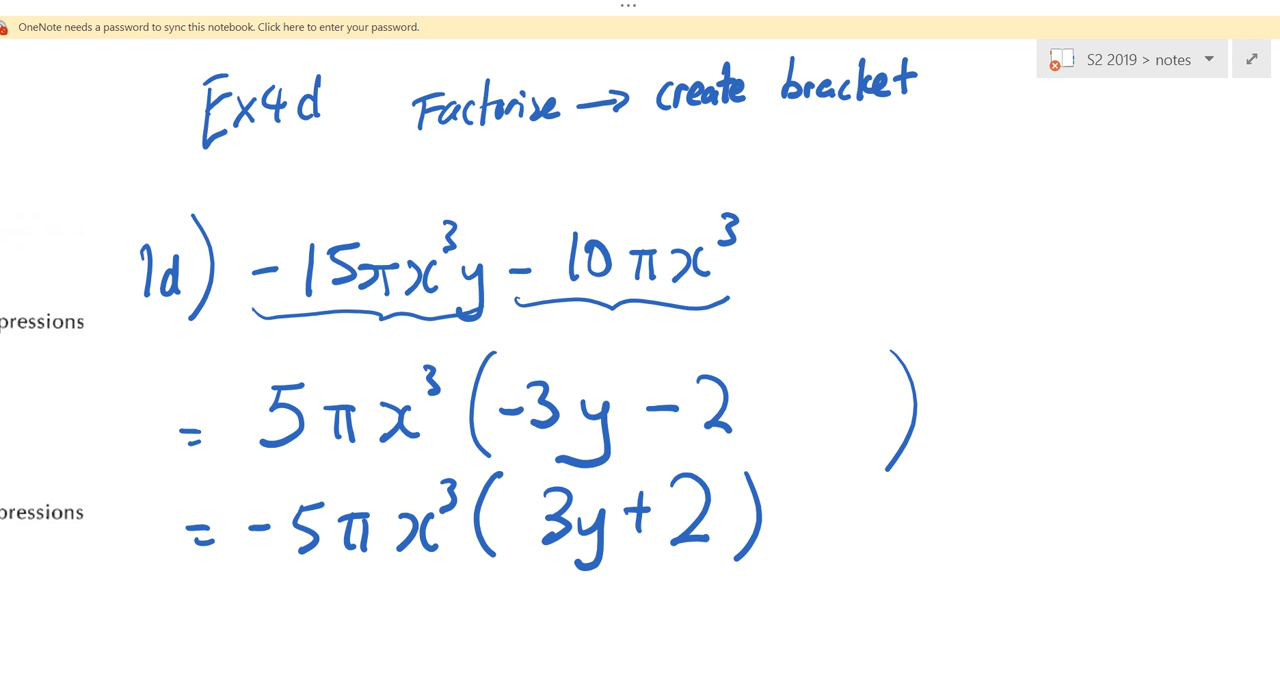 OneNote needs a password to sync this notebook. Click here to enter your password.
S2 2019 > notes
Ex4d Factorise → create bracket
1d) -15πx³y - 10πx³
pressions
= 5πx³(-3y - 2 )
= -5πx³( 3y + 2 )
pressions